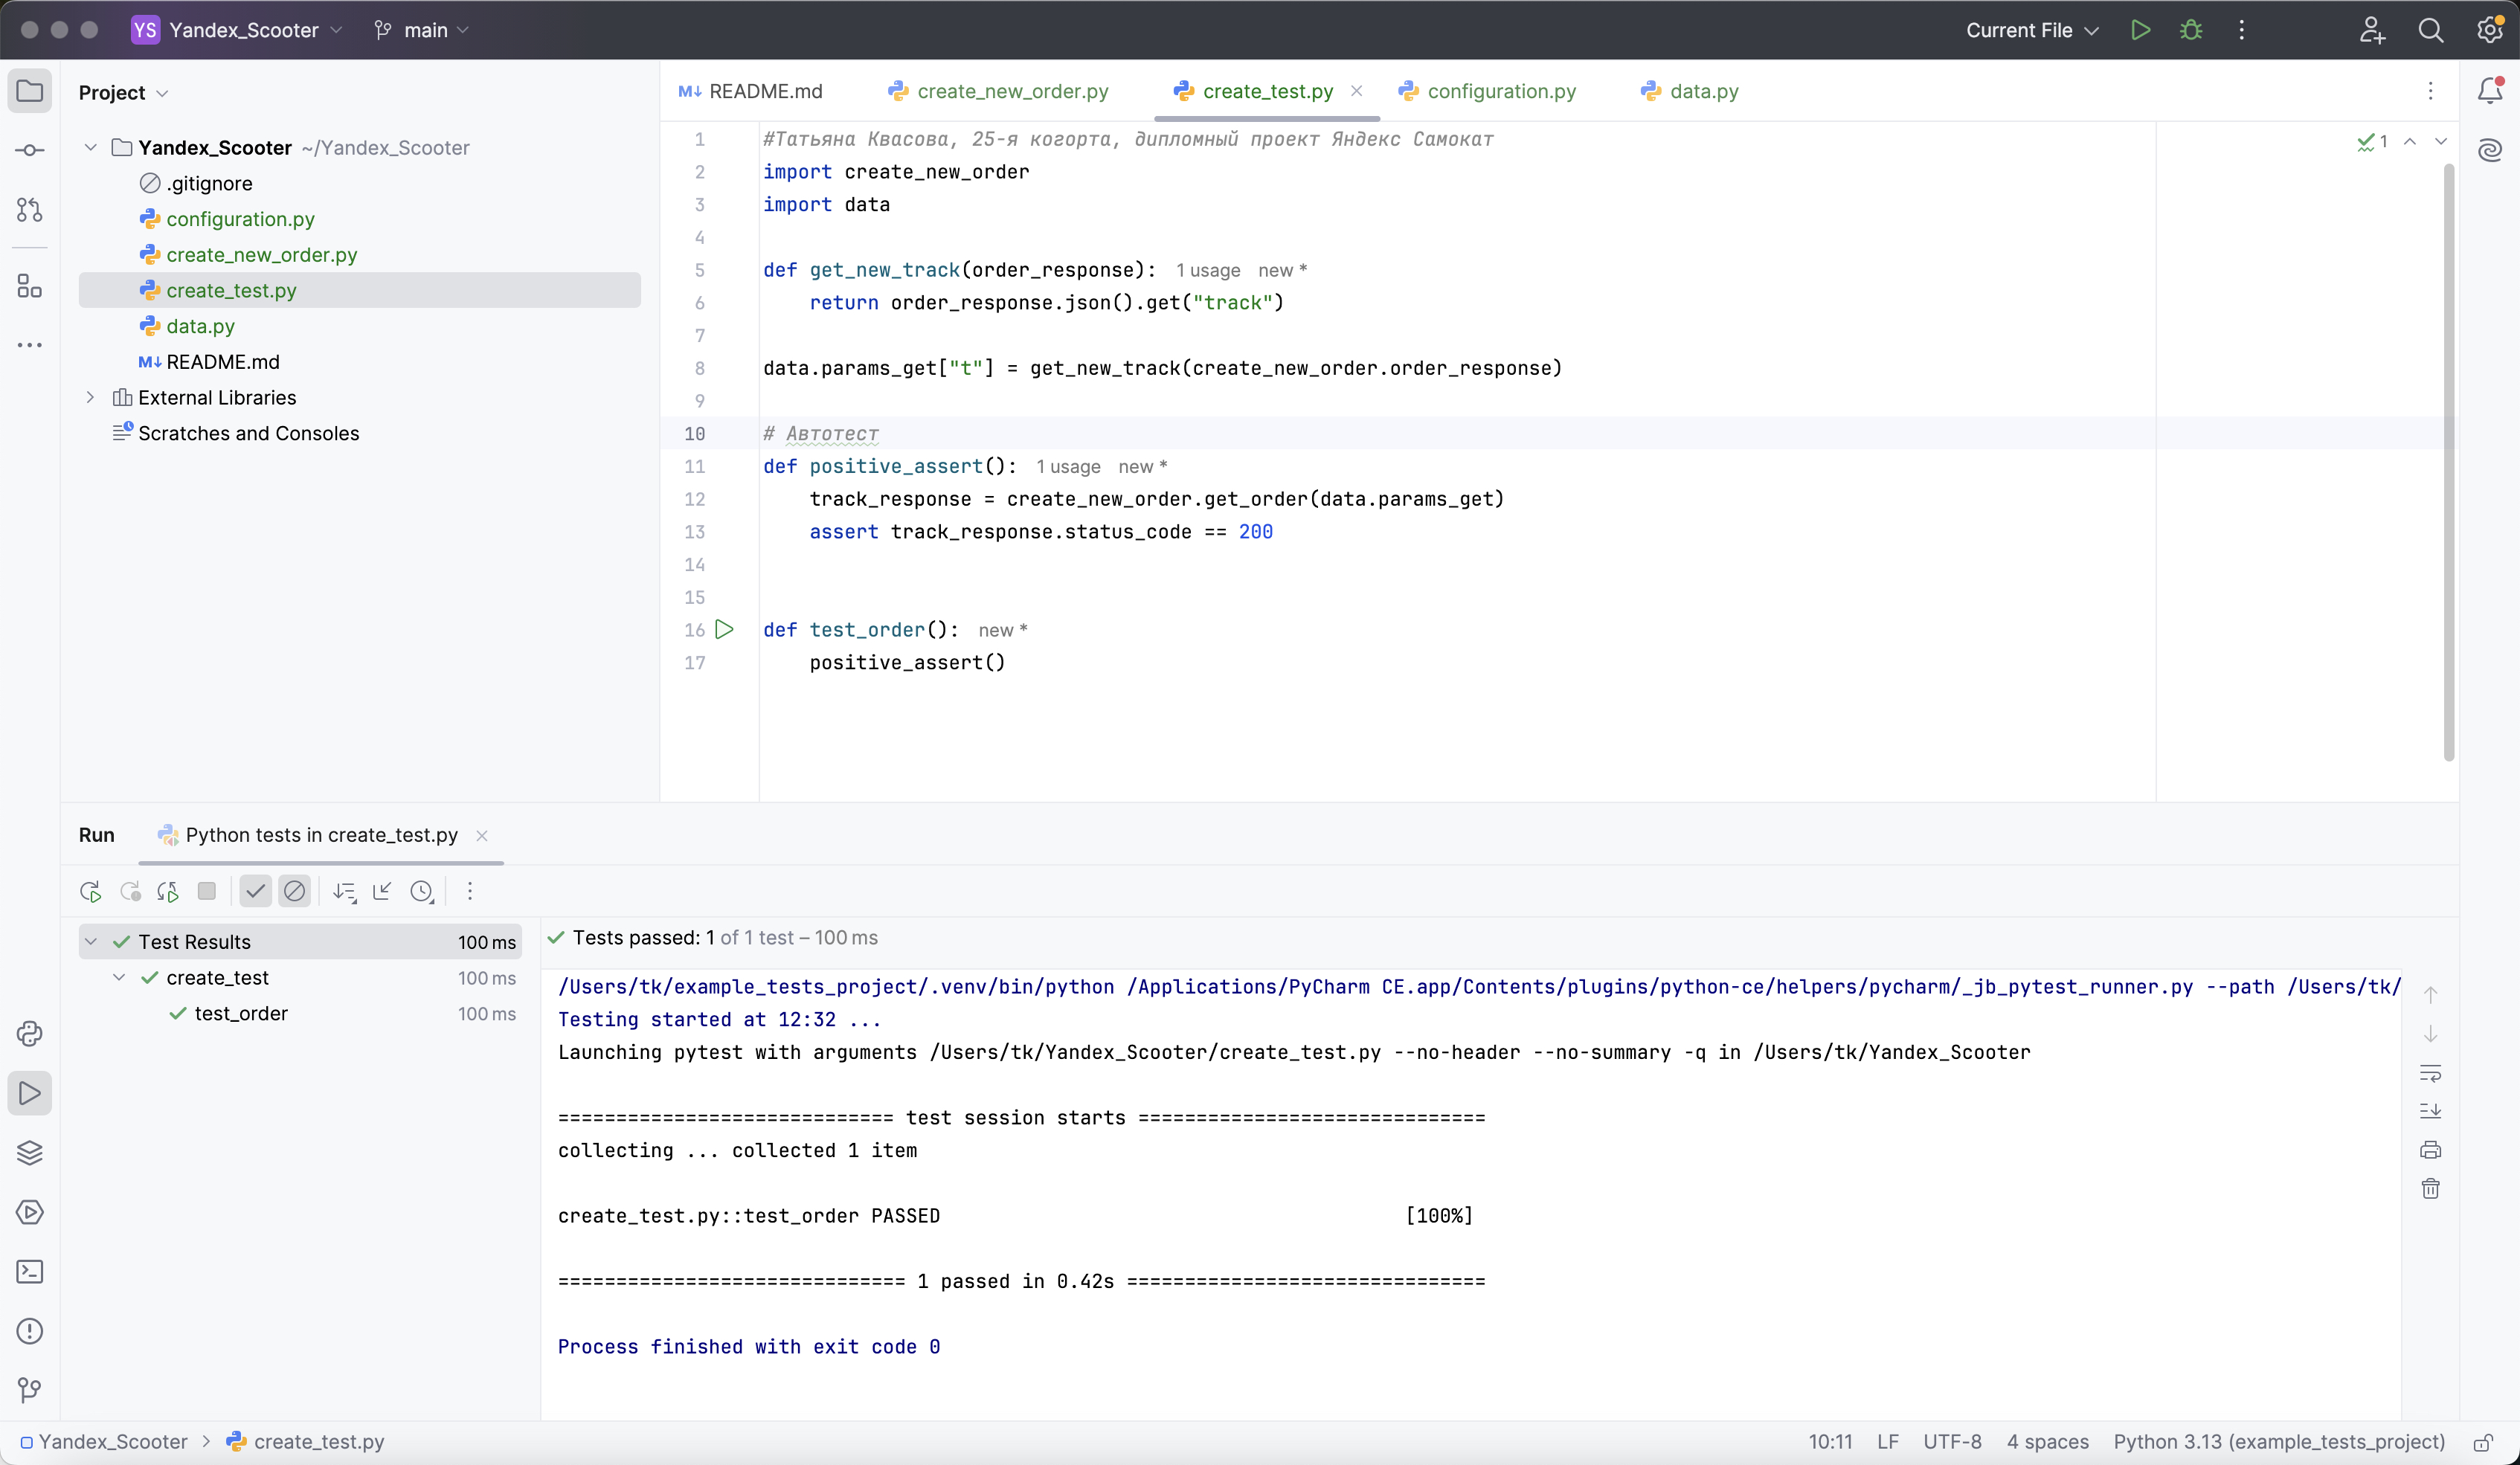 YS Yandex_Scooter main Current File
Project
Yandex_Scooter ~/Yandex_Scooter
.gitignore
configuration.py
create_new_order.py
create_test.py
data.py
M↓ README.md
External Libraries
Scratches and Consoles
M↓ README.md create_new_order.py create_test.py configuration.py data.py
1 #Татьяна Квасова, 25-я когорта, дипломный проект Яндекс Самокат
2 import create_new_order
3 import data
4
5 def get_new_track(order_response): 1 usage new *
6 return order_response.json().get("track")
7
8 data.params_get["t"] = get_new_track(create_new_order.order_response)
9
10 # Автотест
11 def positive_assert(): 1 usage new *
12 track_response = create_new_order.get_order(data.params_get)
13 assert track_response.status_code == 200
14
15
16 def test_order(): new *
17 positive_assert()
1
Run Python tests in create_test.py
Test Results 100 ms
create_test 100 ms
test_order 100 ms
Tests passed: 1 of 1 test – 100 ms
/Users/tk/example_tests_project/.venv/bin/python /Applications/PyCharm CE.app/Contents/plugins/python-ce/helpers/pycharm/_jb_pytest_runner.py --path /Users/tk/
Testing started at 12:32 ...
Launching pytest with arguments /Users/tk/Yandex_Scooter/create_test.py --no-header --no-summary -q in /Users/tk/Yandex_Scooter
============================= test session starts ==============================
collecting ... collected 1 item
create_test.py::test_order PASSED [100%]
============================== 1 passed in 0.42s ===============================
Process finished with exit code 0
Yandex_Scooter > create_test.py 10:11 LF UTF-8 4 spaces Python 3.13 (example_tests_project)